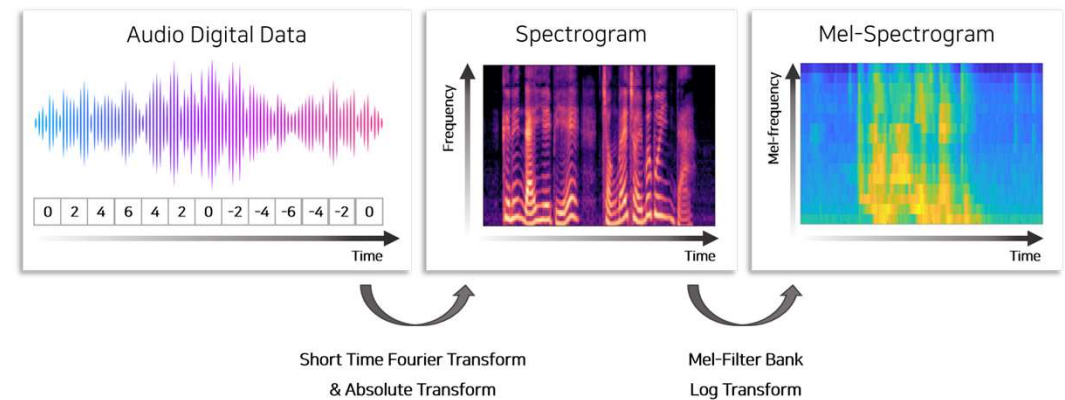 Audio Digital Data
0 2 4 6 4 2 0 -2 -4 -6 -4 -2 0
Time
Spectrogram
Frequency
Time
Mel-Spectrogram
Mel-frequency
Time
Short Time Fourier Transform
& Absolute Transform
Mel-Filter Bank
Log Transform